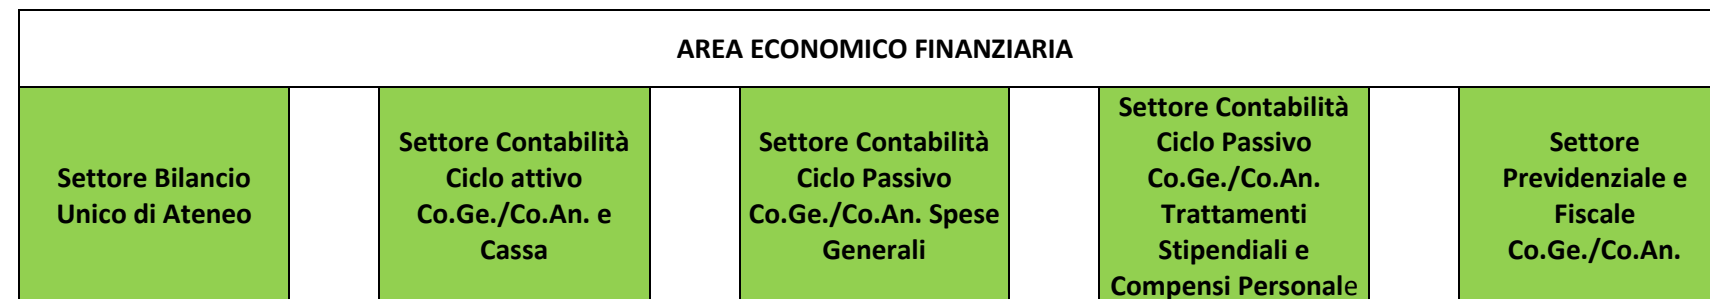 AREA ECONOMICO FINANZIARIA
Settore Bilancio
Unico di Ateneo
Settore Contabilità
Ciclo attivo
Co.Ge./Co.An. e
Cassa
Settore Contabilità
Ciclo Passivo
Co.Ge./Co.An. Spese
Generali
Settore Contabilità
Ciclo Passivo
Co.Ge./Co.An.
Trattamenti
Stipendiali e
Compensi Personale
Settore
Previdenziale e
Fiscale
Co.Ge./Co.An.